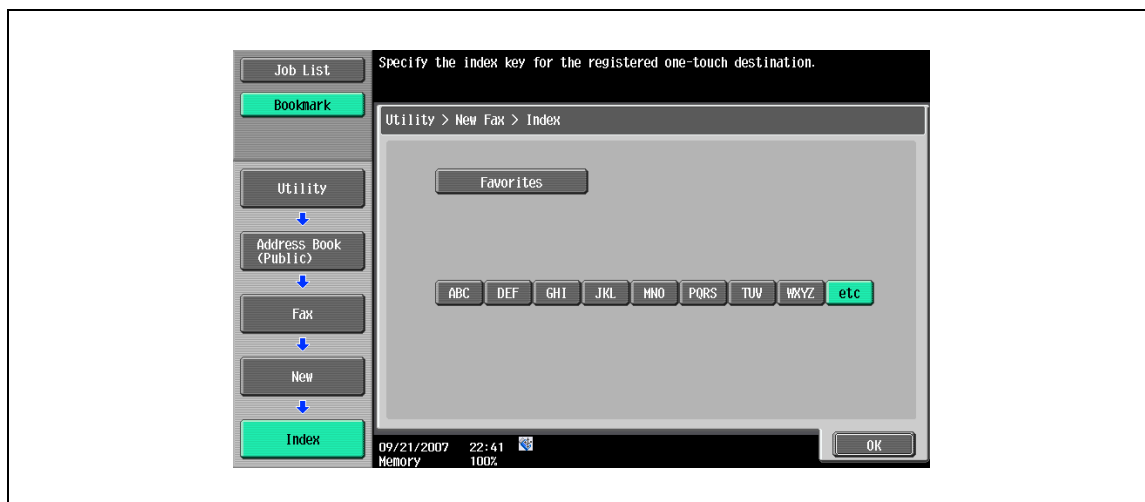 Job List
Bookmark
Utility
Address Book
(Public)
Fax
New
Index
Specify the index key for the registered one-touch destination.
Utility > New Fax > Index
Favorites
ABC DEF GHI JKL MNO PQRS TUV WXYZ etc
09/21/2007 22:41
Memory 100%
OK